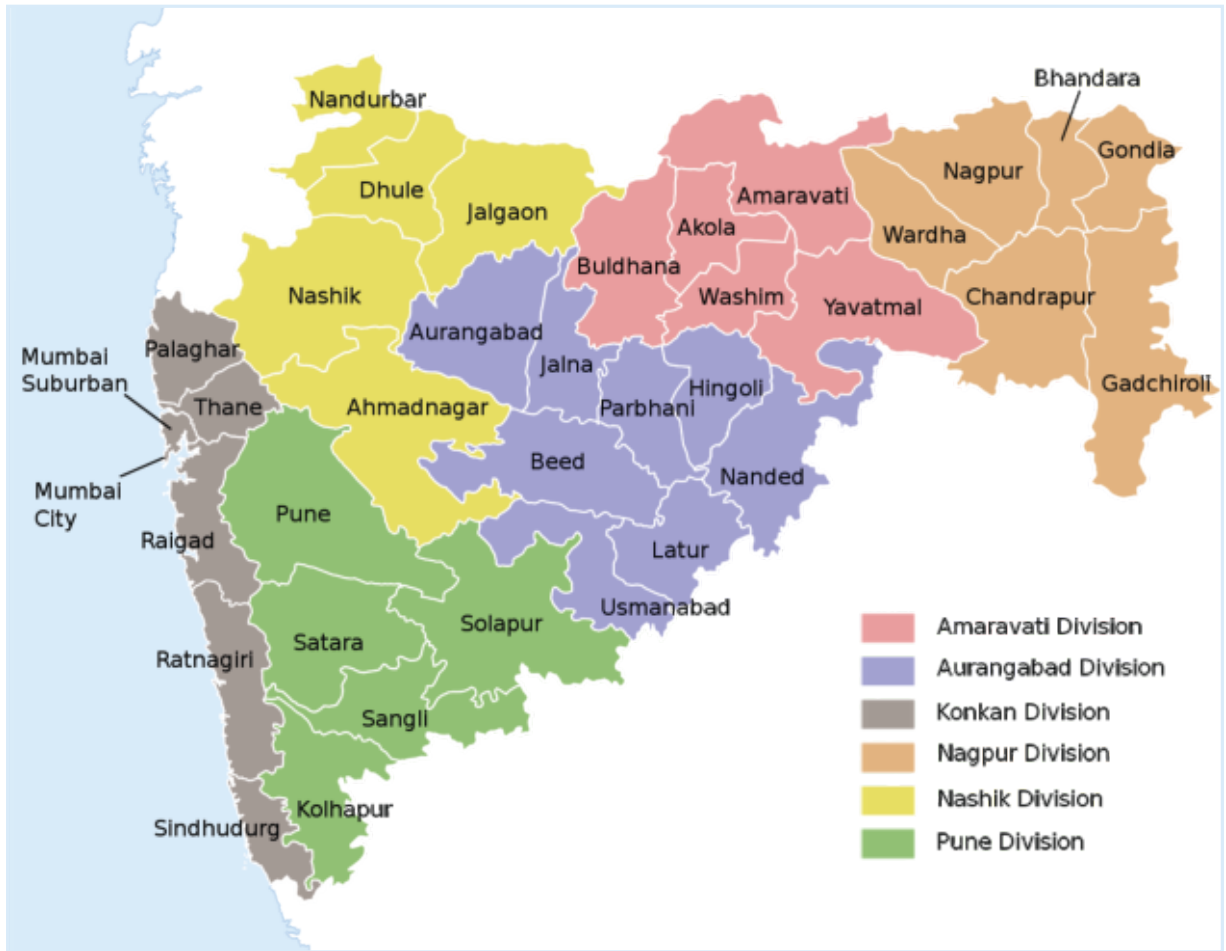 Bhandara
Nandurbar
Gondia
Nagpur
Dhule
Amaravati
Jalgaon
Akola
Wardha
Buldhana
Nashik
Washim
Yavatmal
Chandrapur
Aurangabad
Palaghar
Mumbai
Suburban
Jalna
Hingoli
Gadchiroli
Thane
Ahmadnagar
Parbhani
Beed
Nanded
Mumbai
City
Pune
Raigad
Latur
Usmanabad
Solapur
Satara
Ratnagiri
Sangli
Kolhapur
Sindhudurg
Amaravati Division
Aurangabad Division
Konkan Division
Nagpur Division
Nashik Division
Pune Division